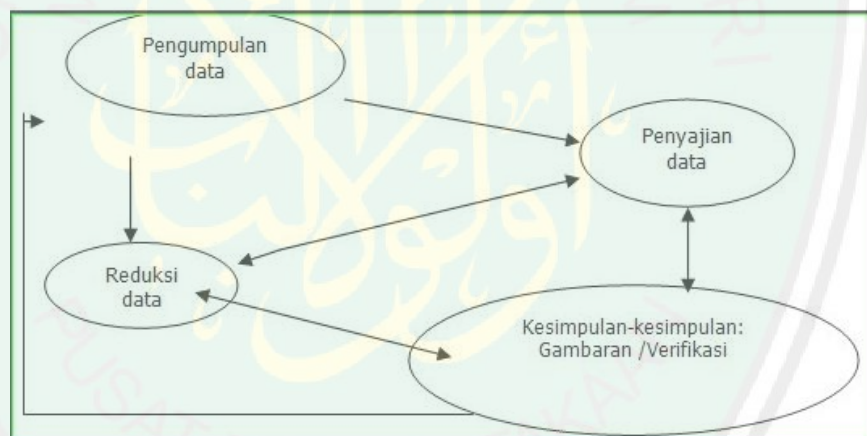 Pengumpulan
data
Penyajian
data
Reduksi
data
Kesimpulan-kesimpulan:
Gambaran /Verifikasi